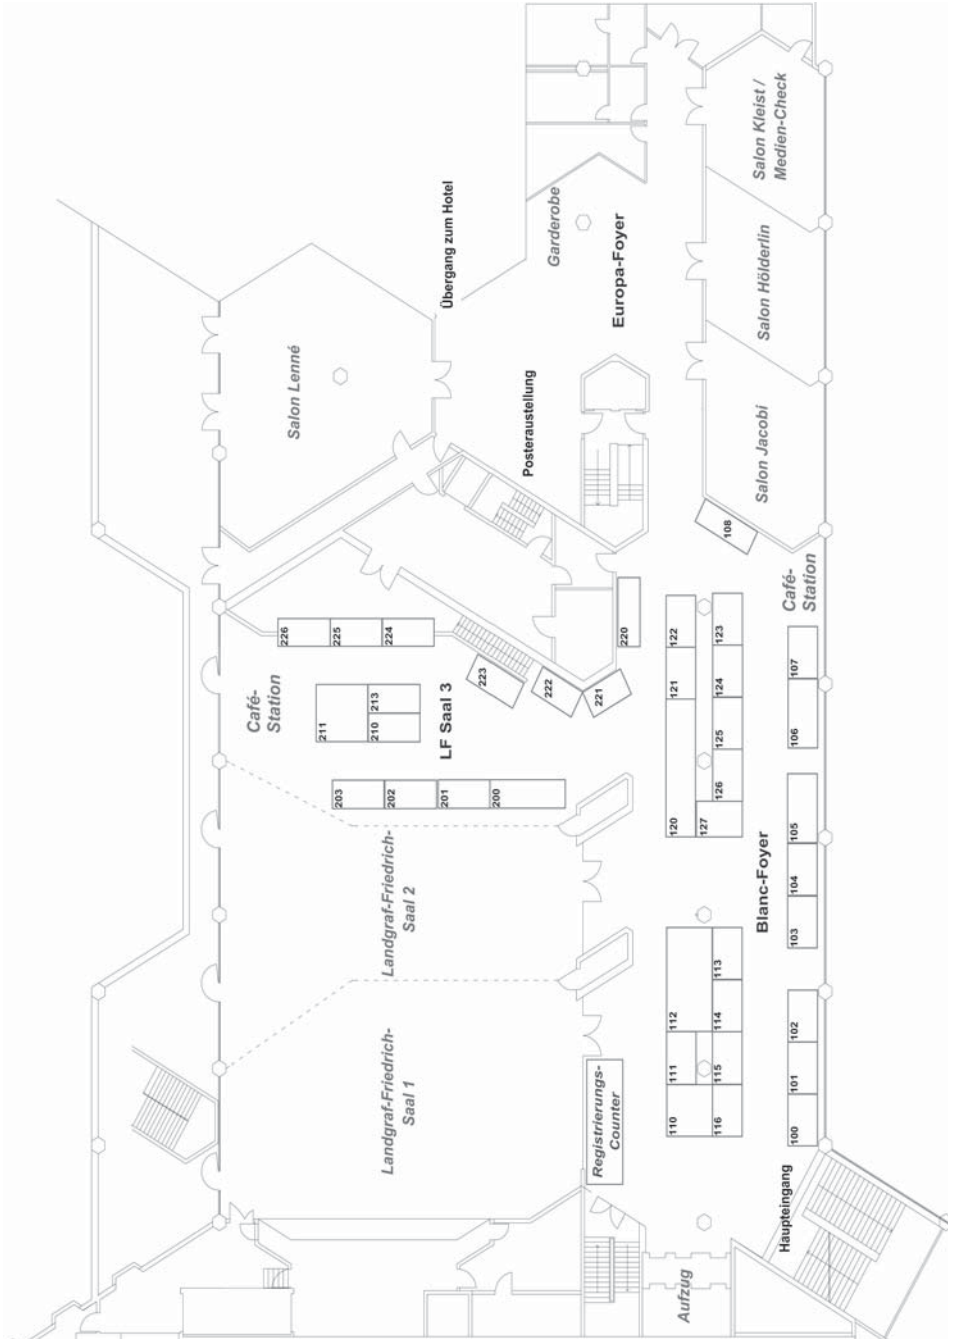 Salon Kleist /
Medien-Check
Salon Hölderlin
Salon Jacobi
Garderobe
Europa-Foyer
Übergang zum Hotel
Posterausteilung
Salon Lenné
108
Café-
Station
226
225
224
223
222
221
220
Café-
Station
211
213
210
LF Saal 3
203
202
201
200
122
121
120
123
124
125
126
127
107
106
105
104
103
Blanc-Foyer
Landgraf-Friedrich-
Saal 2
Landgraf-Friedrich-
Saal 1
112
111
110
113
114
115
116
102
101
100
Registrierungs-
Counter
Haupteingang
Aufzug